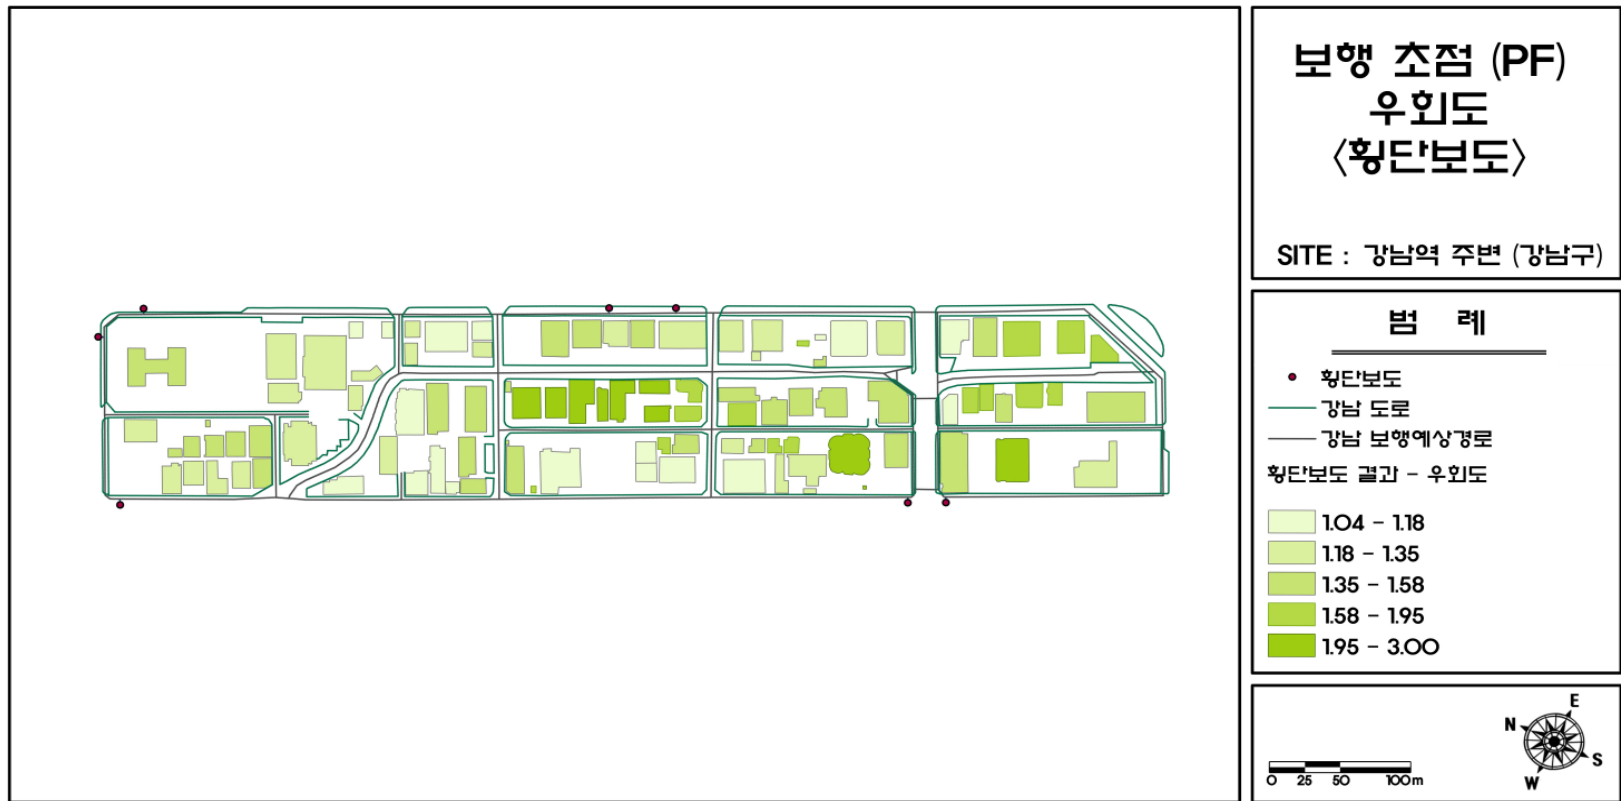 보행 초점 (PF)
우회도
〈횡단보도〉
SITE : 강남역 주변 (강남구)
범 례
횡단보도
강남 도로
강남 보행예상경로
횡단보도 결과 - 우회도
1.04 - 1.18
1.18 - 1.35
1.35 - 1.58
1.58 - 1.95
1.95 - 3.00
N
E
S
W
0 25 50 100m